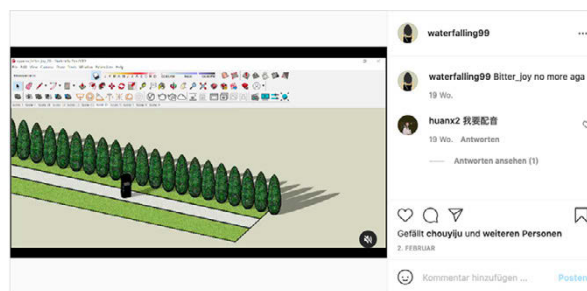 waterfalling99
waterfalling99 Bitter_joy no more aga
19 Wo.
huanx2 我要配音
19 Wo. Antworten
Antworten ansehen (1)
Gefällt chouyiju und weiteren Personen
2. FEBRUAR
Kommentar hinzufügen ...
Posten